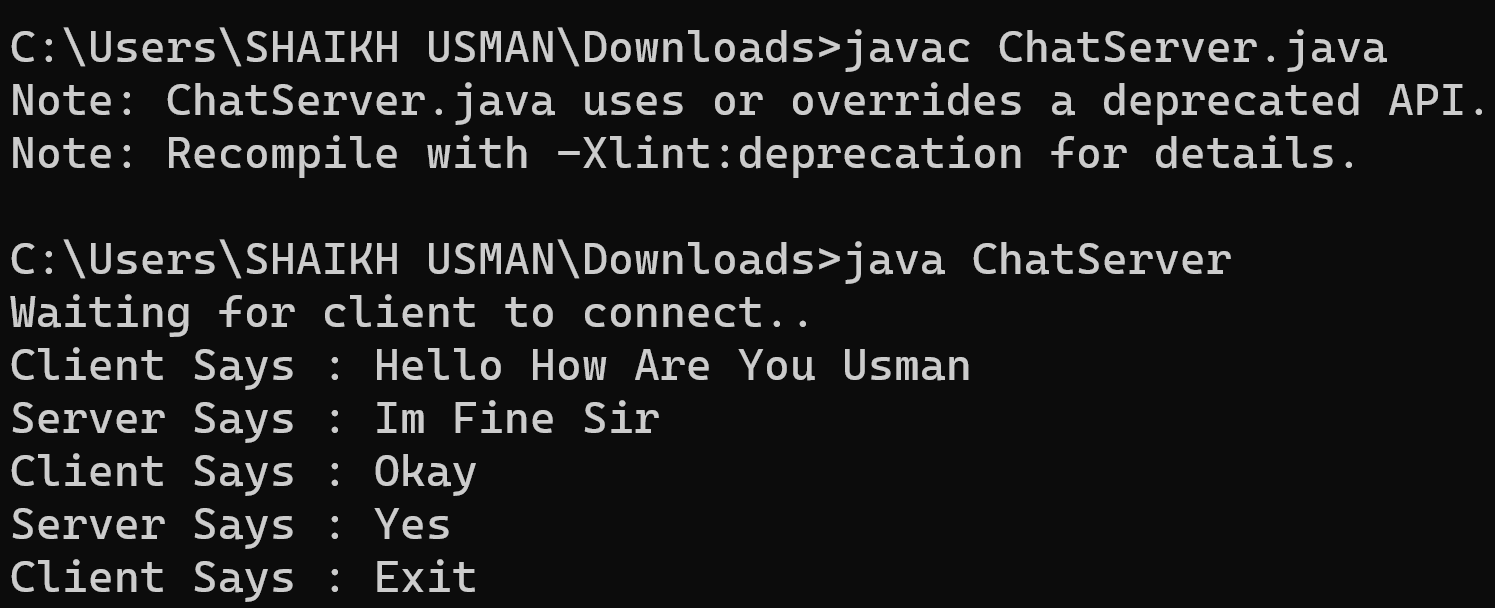 C:\Users\SHAIKH USMAN\Downloads>javac ChatServer.java
Note: ChatServer.java uses or overrides a deprecated API.
Note: Recompile with -Xlint:deprecation for details.
C:\Users\SHAIKH USMAN\Downloads>java ChatServer
Waiting for client to connect..
Client Says : Hello How Are You Usman
Server Says : Im Fine Sir
Client Says : Okay
Server Says : Yes
Client Says : Exit